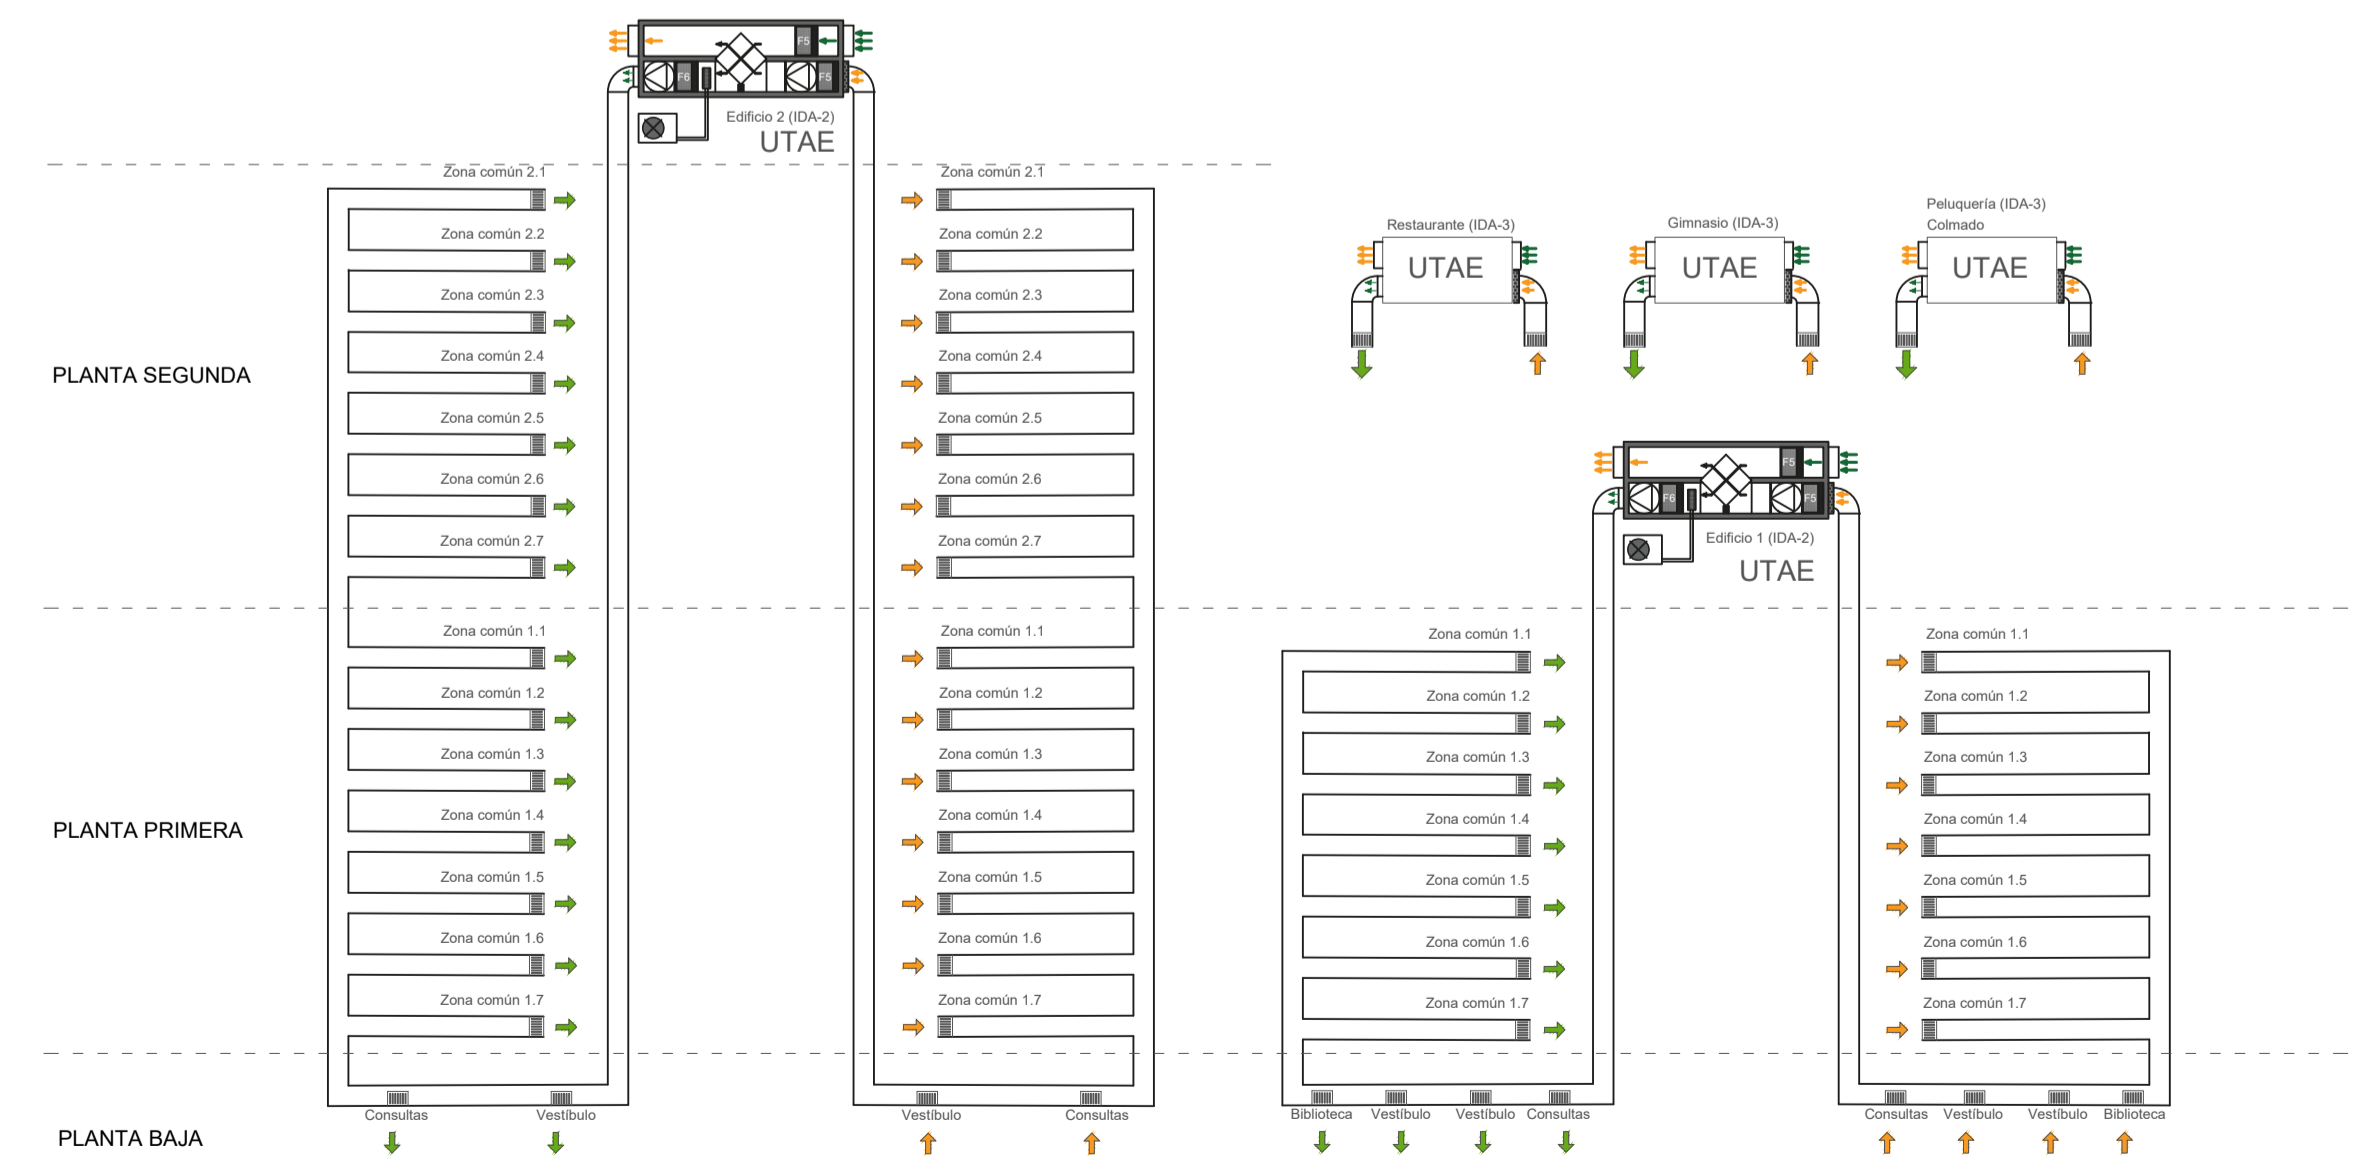 F5
F6
F5
Edificio 2 (IDA-2)
UTAE
Zona común 2.1
Zona común 2.2
Zona común 2.3
Zona común 2.4
Zona común 2.5
Zona común 2.6
Zona común 2.7
Zona común 1.1
Zona común 1.2
Zona común 1.3
Zona común 1.4
Zona común 1.5
Zona común 1.6
Zona común 1.7
Consultas
Vestíbulo
Zona común 2.1
Zona común 2.2
Zona común 2.3
Zona común 2.4
Zona común 2.5
Zona común 2.6
Zona común 2.7
Zona común 1.1
Zona común 1.2
Zona común 1.3
Zona común 1.4
Zona común 1.5
Zona común 1.6
Zona común 1.7
Vestíbulo
Consultas
PLANTA SEGUNDA
PLANTA PRIMERA
PLANTA BAJA
Restaurante (IDA-3)
UTAE
Gimnasio (IDA-3)
UTAE
Peluquería (IDA-3)
Colmado
UTAE
F5
F6
F5
Edificio 1 (IDA-2)
UTAE
Zona común 1.1
Zona común 1.2
Zona común 1.3
Zona común 1.4
Zona común 1.5
Zona común 1.6
Zona común 1.7
Biblioteca
Vestíbulo
Vestíbulo
Consultas
Zona común 1.1
Zona común 1.2
Zona común 1.3
Zona común 1.4
Zona común 1.5
Zona común 1.6
Zona común 1.7
Consultas
Vestíbulo
Vestíbulo
Biblioteca